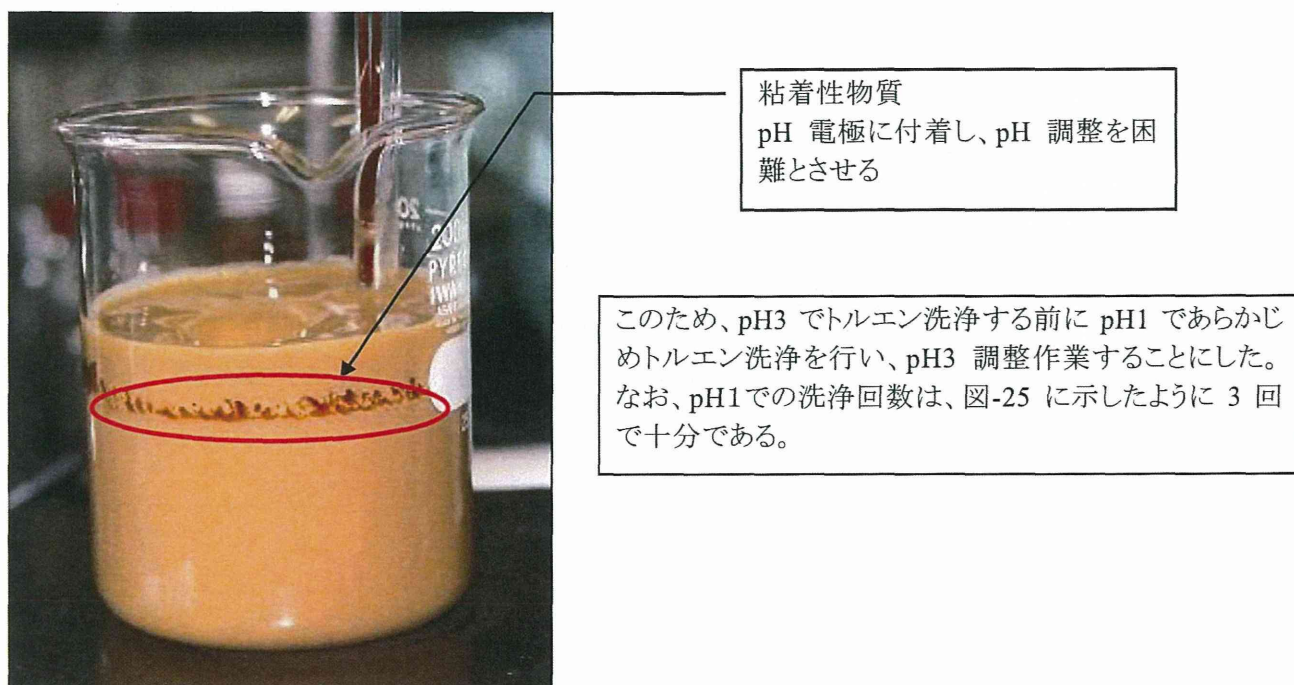 粘着性物質
pH 電極に付着し、pH 調整を困
難とさせる
このため、pH3 でトルエン洗浄する前に pH1 であらかじ
めトルエン洗浄を行い、pH3 調整作業することにした。
なお、pH1での洗浄回数は、図-25 に示したように 3 回
で十分である。